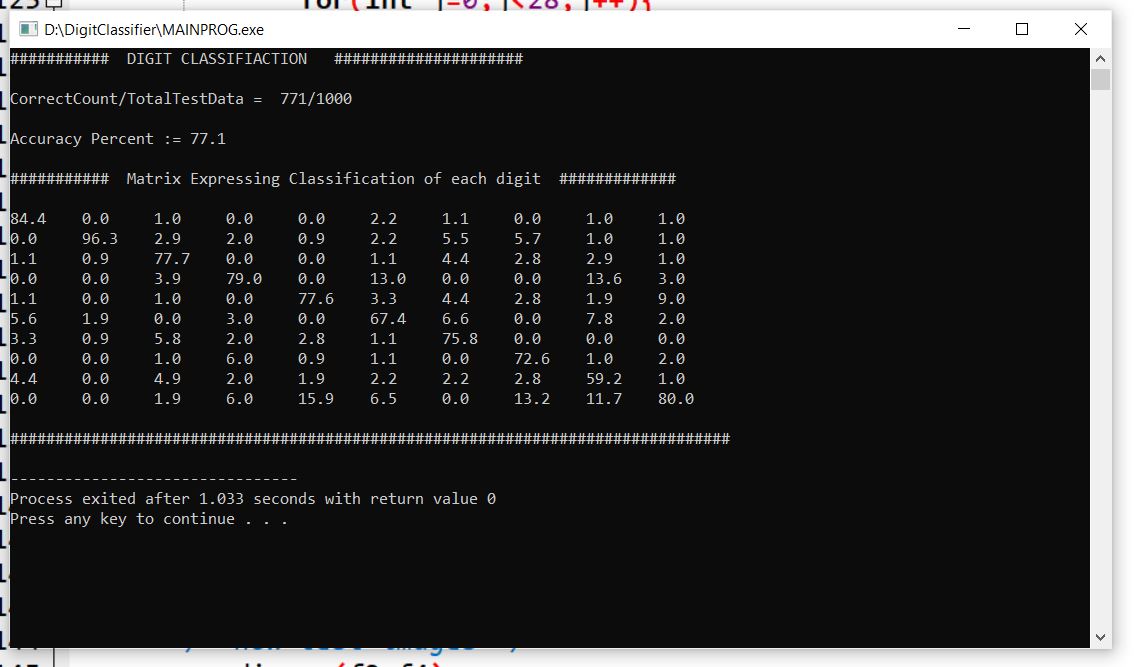 for(int j=0;j<28;j++){
D:\DigitClassifier\MAINPROG.exe
########### DIGIT CLASSIFIACTION #####################
CorrectCount/TotalTestData = 771/1000
Accuracy Percent := 77.1
########### Matrix Expressing Classification of each digit #############
84.4 0.0 1.0 0.0 0.0 2.2 1.1 0.0 1.0 1.0
0.0 96.3 2.9 2.0 0.9 2.2 5.5 5.7 1.0 1.0
1.1 0.9 77.7 0.0 0.0 1.1 4.4 2.8 2.9 1.0
0.0 0.0 3.9 79.0 0.0 13.0 0.0 0.0 13.6 3.0
1.1 0.0 1.0 0.0 77.6 3.3 4.4 2.8 1.9 9.0
5.6 1.9 0.0 3.0 0.0 67.4 6.6 0.0 7.8 2.0
3.3 0.9 5.8 2.0 2.8 1.1 75.8 0.0 0.0 0.0
0.0 0.0 1.0 6.0 0.9 1.1 0.0 72.6 1.0 2.0
4.4 0.0 4.9 2.0 1.9 2.2 2.2 2.8 59.2 1.0
0.0 0.0 1.9 6.0 15.9 6.5 0.0 13.2 11.7 80.0
################################################################################
--------------------------------
Process exited after 1.033 seconds with return value 0
Press any key to continue . . .